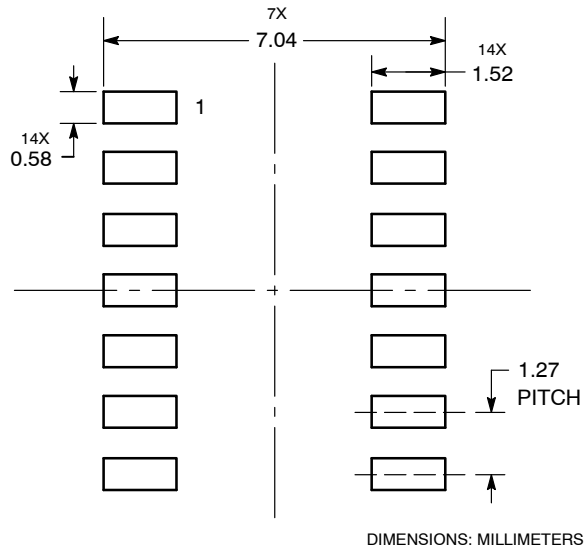 7X
7.04
14X
1.52
1
14X
0.58
1.27
PITCH
DIMENSIONS: MILLIMETERS